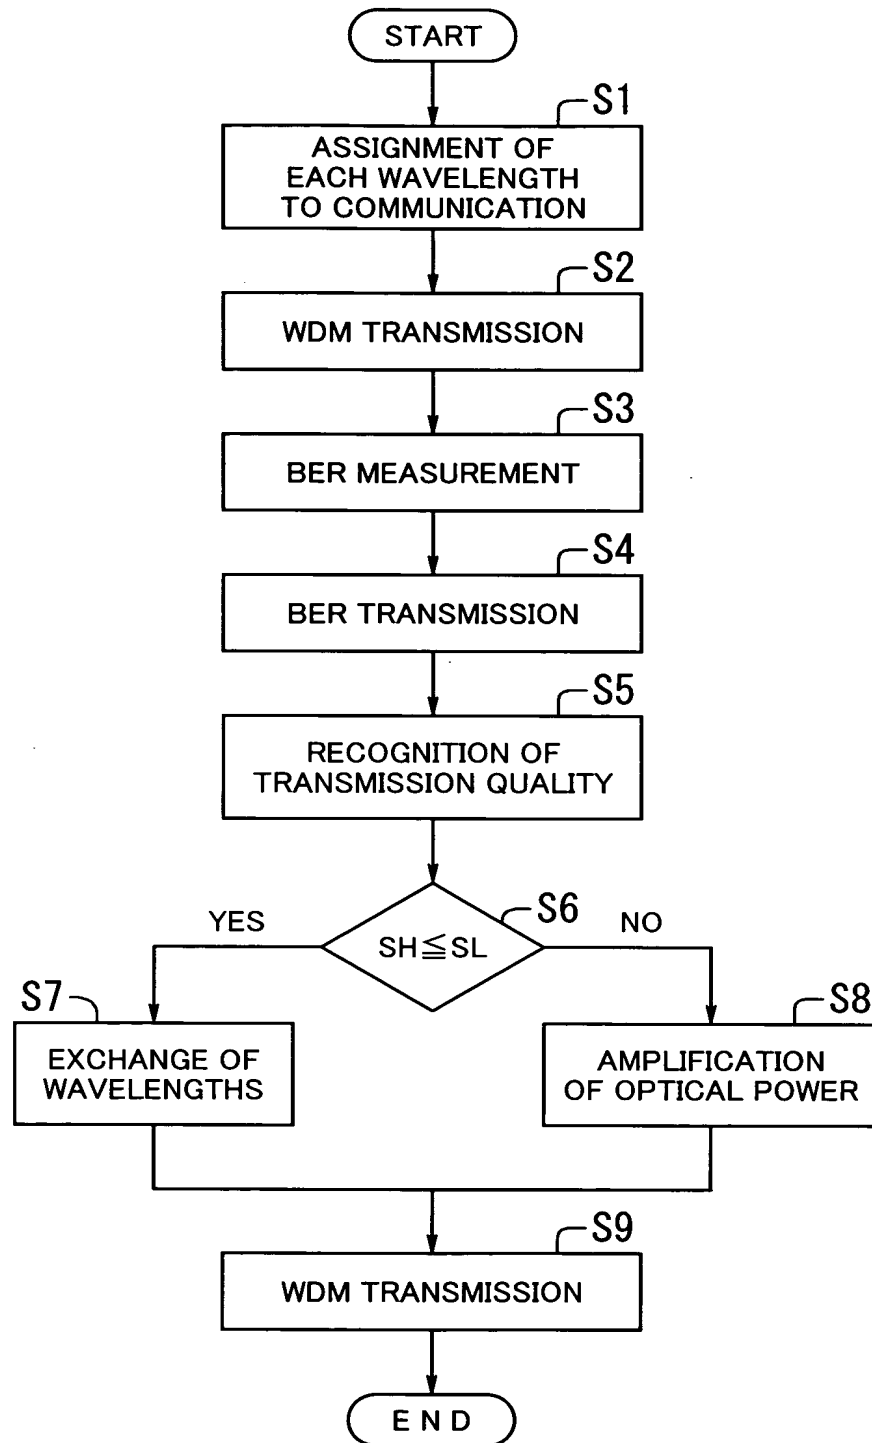 START
S1
ASSIGNMENT OF
EACH WAVELENGTH
TO COMMUNICATION
S2
WDM TRANSMISSION
S3
BER MEASUREMENT
S4
BER TRANSMISSION
S5
RECOGNITION OF
TRANSMISSION QUALITY
S6
YES
NO
SH≦SL
S7
EXCHANGE OF
WAVELENGTHS
S8
AMPLIFICATION
OF OPTICAL POWER
S9
WDM TRANSMISSION
END